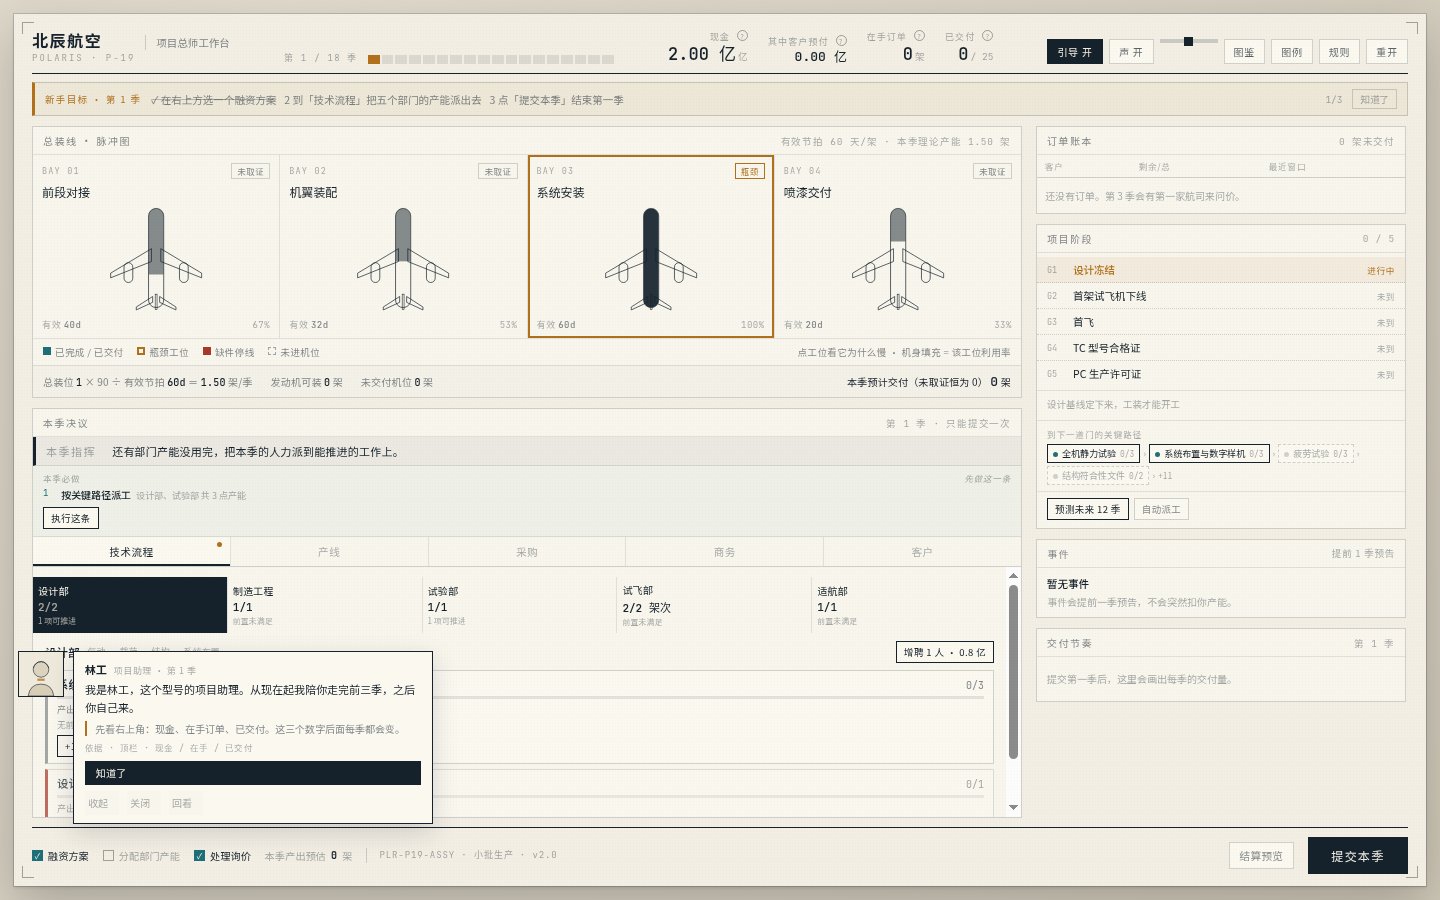 北辰航空
POLARIS · P-19
项目总师工作台
第 1 / 18 季
现金 ?
2.00 亿亿
其中客户预付 ?
0.00 亿
在手订单 ?
0架
已交付 ?
0/ 25
引导 开
声 开
图鉴
图例
规则
重开
新手目标 · 第 1 季
✓在右上方选一个融资方案
2 到「技术流程」把五个部门的产能派出去
3 点「提交本季」结束第一季
1/3
知道了
总装线 · 脉冲图
有效节拍 60 天/架 · 本季理论产能 1.50 架
BAY 01
未取证
前段对接
有效 40d
67%
BAY 02
未取证
机翼装配
有效 32d
53%
BAY 03
瓶颈
系统安装
有效 60d
100%
BAY 04
未取证
喷漆交付
有效 20d
33%
已完成 / 已交付
瓶颈工位
缺件停线
未进机位
点工位看它为什么慢 · 机身填充 = 该工位利用率
总装位 1 × 90 ÷ 有效节拍 60d = 1.50 架/季
发动机可装 0 架
未交付机位 0 架
本季预计交付（未取证恒为 0） 0 架
本季决议
第 1 季 · 只能提交一次
本季指挥
还有部门产能没用完，把本季的人力派到能推进的工作上。
本季必做
先做这一条
1 按关键路径派工 设计部、试验部 共 3 点产能
执行这条
技术流程
产线
采购
商务
客户
设计部
2/2
1 项可推进
制造工程
1/1
前置未满足
试验部
1/1
1 项可推进
试飞部
2/2 架次
前置未满足
适航部
1/1
前置未满足
增聘 1 人 · 0.8 亿
0/3
0/1
林工 项目助理 · 第 1 季
我是林工，这个型号的项目助理。从现在起我陪你走完前三季，之后
你自己来。
先看右上角：现金、在手订单、已交付。这三个数字后面每季都会变。
依据 · 顶栏 · 现金 / 在手 / 已交付
知道了
收起
关闭
回看
订单账本
0 架未交付
客户
剩余/总
最近窗口
还没有订单。第 3 季会有第一家航司来问价。
项目阶段
0 / 5
G1 设计冻结 进行中
G2 首架试飞机下线 未到
G3 首飞 未到
G4 TC 型号合格证 未到
G5 PC 生产许可证 未到
设计基线定下来，工装才能开工
到下一道门的关键路径
全机静力试验 0/3 ›
系统布置与数字样机 0/3 ›
疲劳试验 0/3 ›
结构符合性文件 0/2 › +11
预测未来 12 季
自动派工
事件
提前 1 季预告
暂无事件
事件会提前一季预告，不会突然扣你产能。
交付节奏
第 1 季
提交第一季后，这里会画出每季的交付量。
融资方案
分配部门产能
处理询价
本季产出预估 0 架
PLR-P19-ASSY · 小批生产 · v2.0
结算预览
提交本季